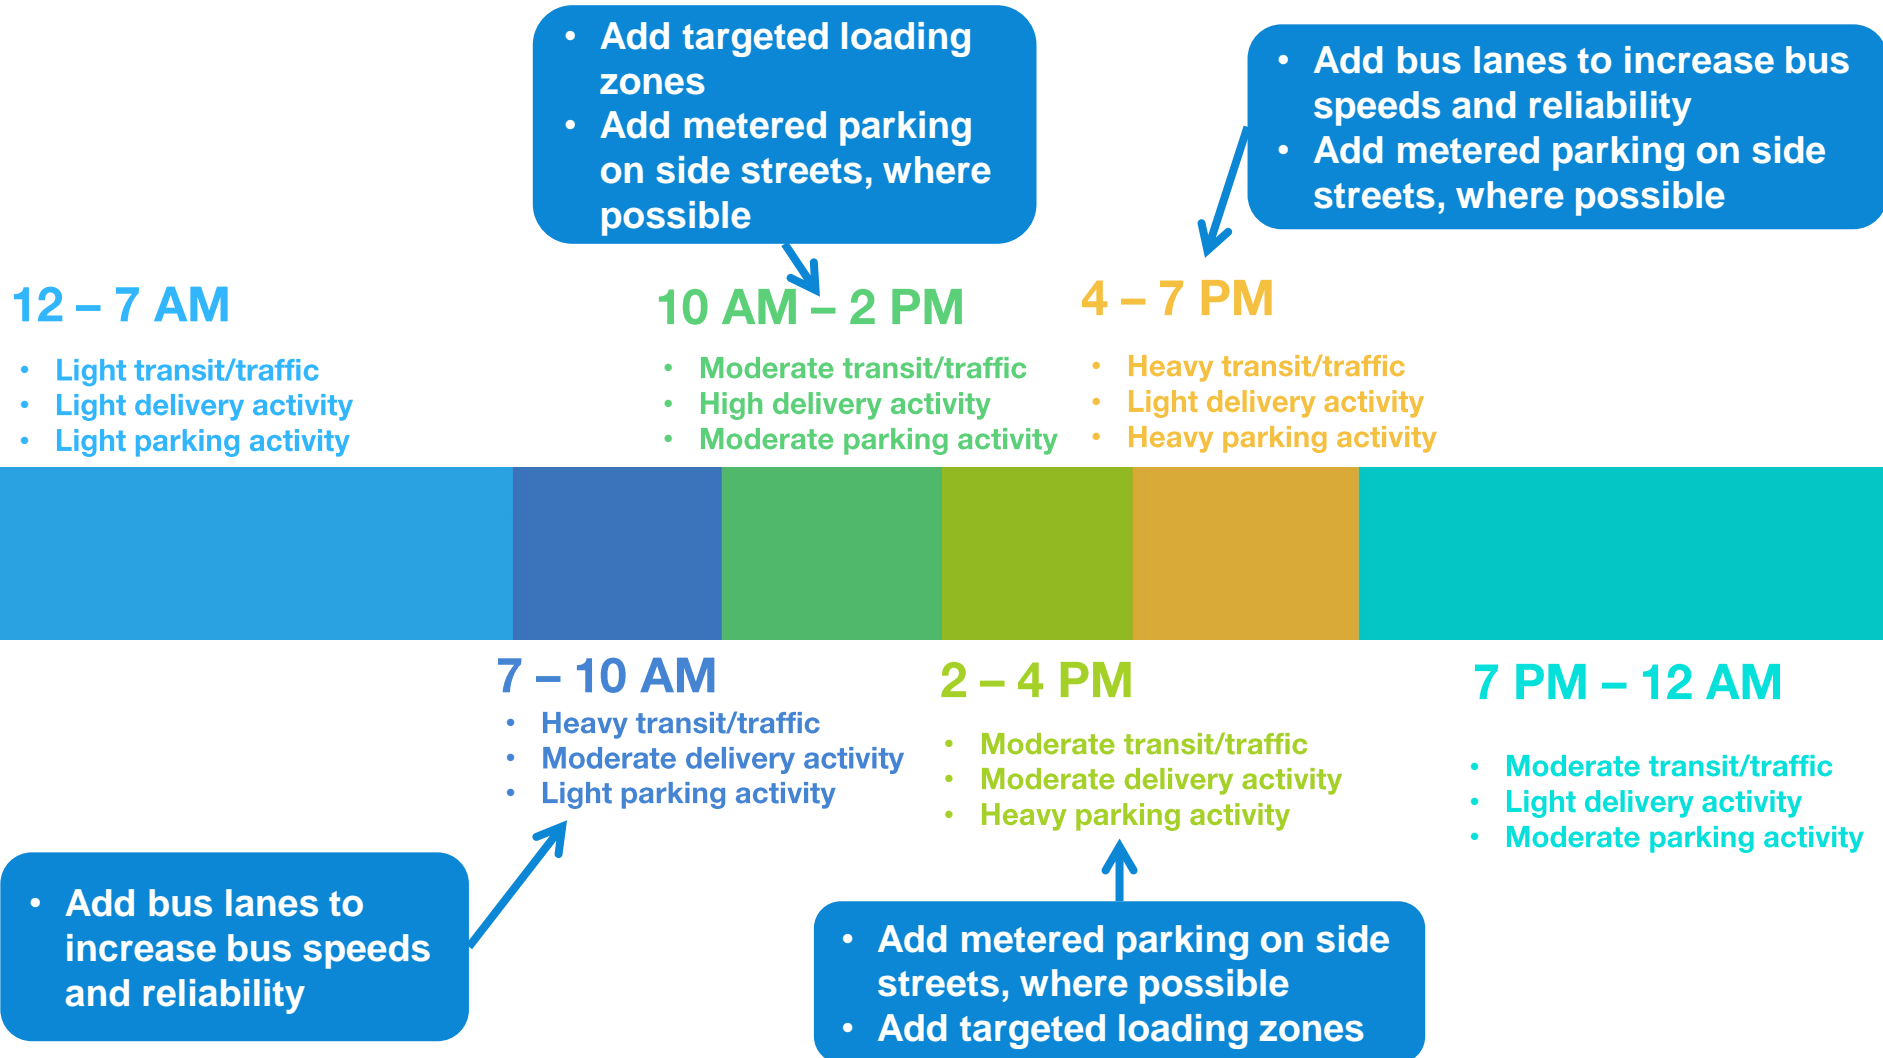 • Add targeted loading
zones
• Add metered parking
on side streets, where
possible
• Add bus lanes to increase bus
speeds and reliability
• Add metered parking on side
streets, where possible
12 – 7 AM
• Light transit/traffic
• Light delivery activity
• Light parking activity
10 AM – 2 PM
• Moderate transit/traffic
• High delivery activity
• Moderate parking activity
4 – 7 PM
• Heavy transit/traffic
• Light delivery activity
• Heavy parking activity
7 – 10 AM
• Heavy transit/traffic
• Moderate delivery activity
• Light parking activity
2 – 4 PM
• Moderate transit/traffic
• Moderate delivery activity
• Heavy parking activity
7 PM – 12 AM
• Moderate transit/traffic
• Light delivery activity
• Moderate parking activity
• Add bus lanes to
increase bus speeds
and reliability
• Add metered parking on side
streets, where possible
• Add targeted loading zones